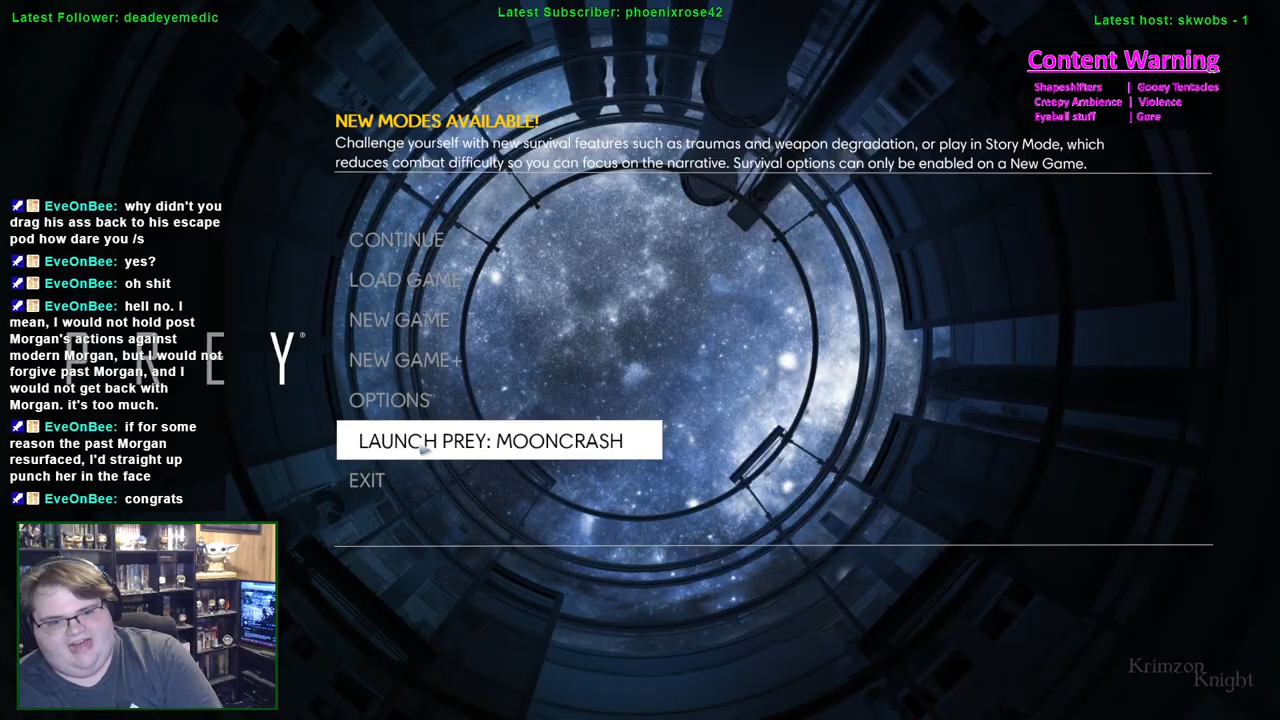 Latest Follower: deadeyemedic
Latest Subscriber: phoenixrose42
Latest host: skwobs - 1
Content Warning
Shapeshifters | Gooey Tentacles
Creepy Ambience | Violence
Eyeball stuff | Gore
NEW MODES AVAILABLE!
Challenge yourself with new survival features such as traumas and weapon degradation, or play in Story Mode, which
reduces combat difficulty so you can focus on the narrative. Survival options can only be enabled on a New Game.
EveOnBee: why didn't you
drag his ass back to his escape
pod how dare you /s
EveOnBee: yes?
EveOnBee: oh shit
EveOnBee: hell no. I
mean, I would not hold post
Morgan's actions against
modern Morgan, but I would not
forgive past Morgan, and I
would not get back with
Morgan. it's too much.
EveOnBee: if for some
reason the past Morgan
resurfaced, I'd straight up
punch her in the face
EveOnBee: congrats
PREY®
CONTINUE
LOAD GAME
NEW GAME
NEW GAME+
OPTIONS
LAUNCH PREY: MOONCRASH
EXIT
Krimzon
Knight